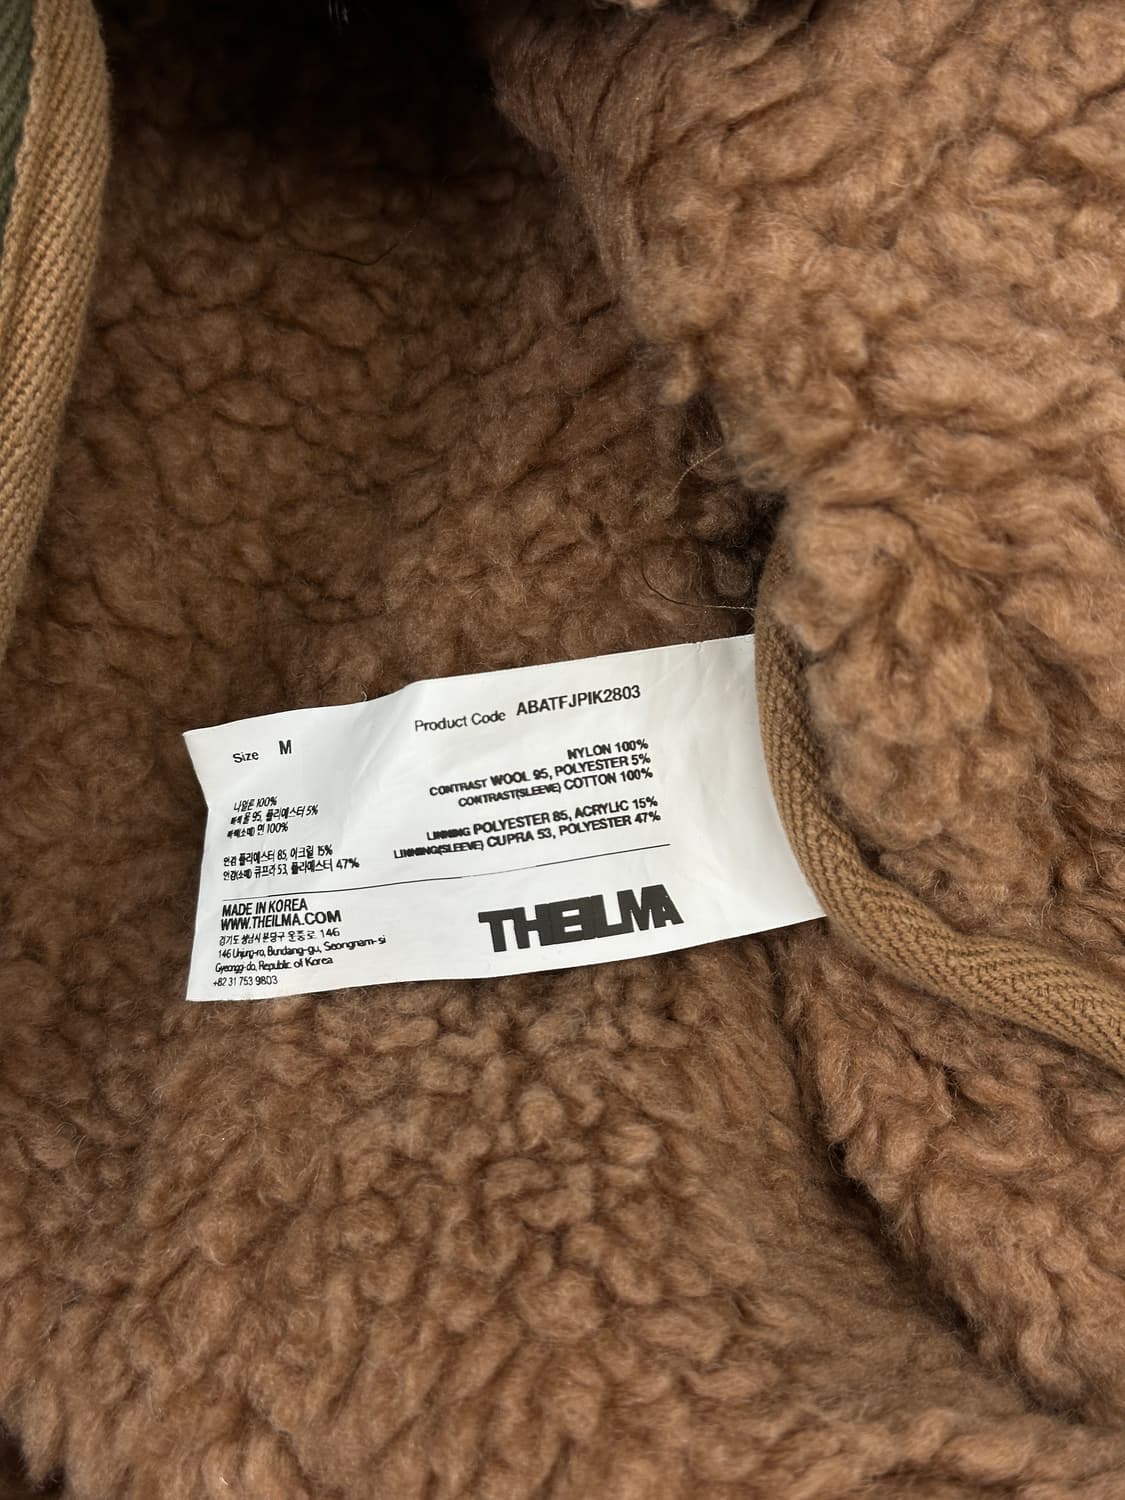 Size M
Product Code ABATFJPIK2803
나일론 100%
배색 울 95, 폴리에스터 5%
배색(소매) 면 100%
안감 폴리에스터 85, 아크릴 15%
안감(소매) 큐프라 53, 폴리에스터 47%
NYLON 100%
CONTRAST WOOL 95, POLYESTER 5%
CONTRAST(SLEEVE) COTTON 100%
LINNING POLYESTER 85, ACRYLIC 15%
LINNING(SLEEVE) CUPRA 53, POLYESTER 47%
MADE IN KOREA
WWW.THEILMA.COM
경기도 성남시 분당구 운중로 146
146 Unjung-ro, Bundang-gu, Seongnam-si
Gyeongg-do, Republic of Korea
+82 31 753 9803
THEILMA